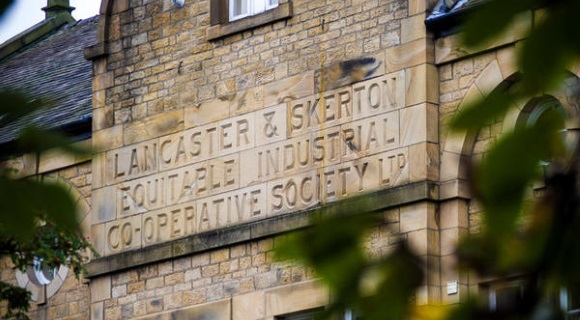 LANCASTER & SKERTON
EQUITABLE INDUSTRIAL
CO-OPERATIVE SOCIETY LTD